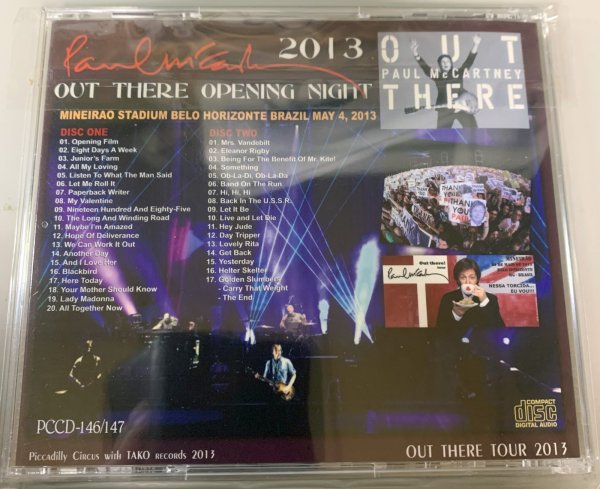 Paul McCartney
2013
OUT
PAUL McCARTNEY
THERE
OUT THERE OPENING NIGHT
MINEIRAO STADIUM BELO HORIZONTE BRAZIL MAY 4, 2013
DISC ONE
01. Opening Film
02. Eight Days A Week
03. Junior's Farm
04. All My Loving
05. Listen To What The Man Said
06. Let Me Roll It
07. Paperback Writer
08. My Valentine
09. Nineteen Hundred And Eighty-Five
10. The Long And Winding Road
11. Maybe I'm Amazed
12. Hope Of Deliverance
13. We Can Work It Out
14. Another Day
15. And I Love Her
16. Blackbird
17. Here Today
18. Your Mother Should Know
19. Lady Madonna
20. All Together Now
DISC TWO
01. Mrs. Vandebilt
02. Eleanor Rigby
03. Being For The Benefit Of Mr. Kite!
04. Something
05. Ob-La-Di, Ob-La-Da
06. Band On The Run
07. Hi, Hi, Hi
08. Back In The U.S.S.R.
09. Let It Be
10. Live and Let Die
11. Hey Jude
12. Day Tripper
13. Lovely Rita
14. Get Back
15. Yesterday
16. Helter Skelter
17. Golden Slumbers
- Carry That Weight
- The End
THANK YOU
THANK YOU PAUL
Out there!
Paul McCartney
MINEIRÃO
NESSA TORCIDA...
EU VOU!!!
PCCD-146/147
COMPACT
disc
DIGITAL AUDIO
Piccadilly Circus with TAKO records 2013
OUT THERE TOUR 2013